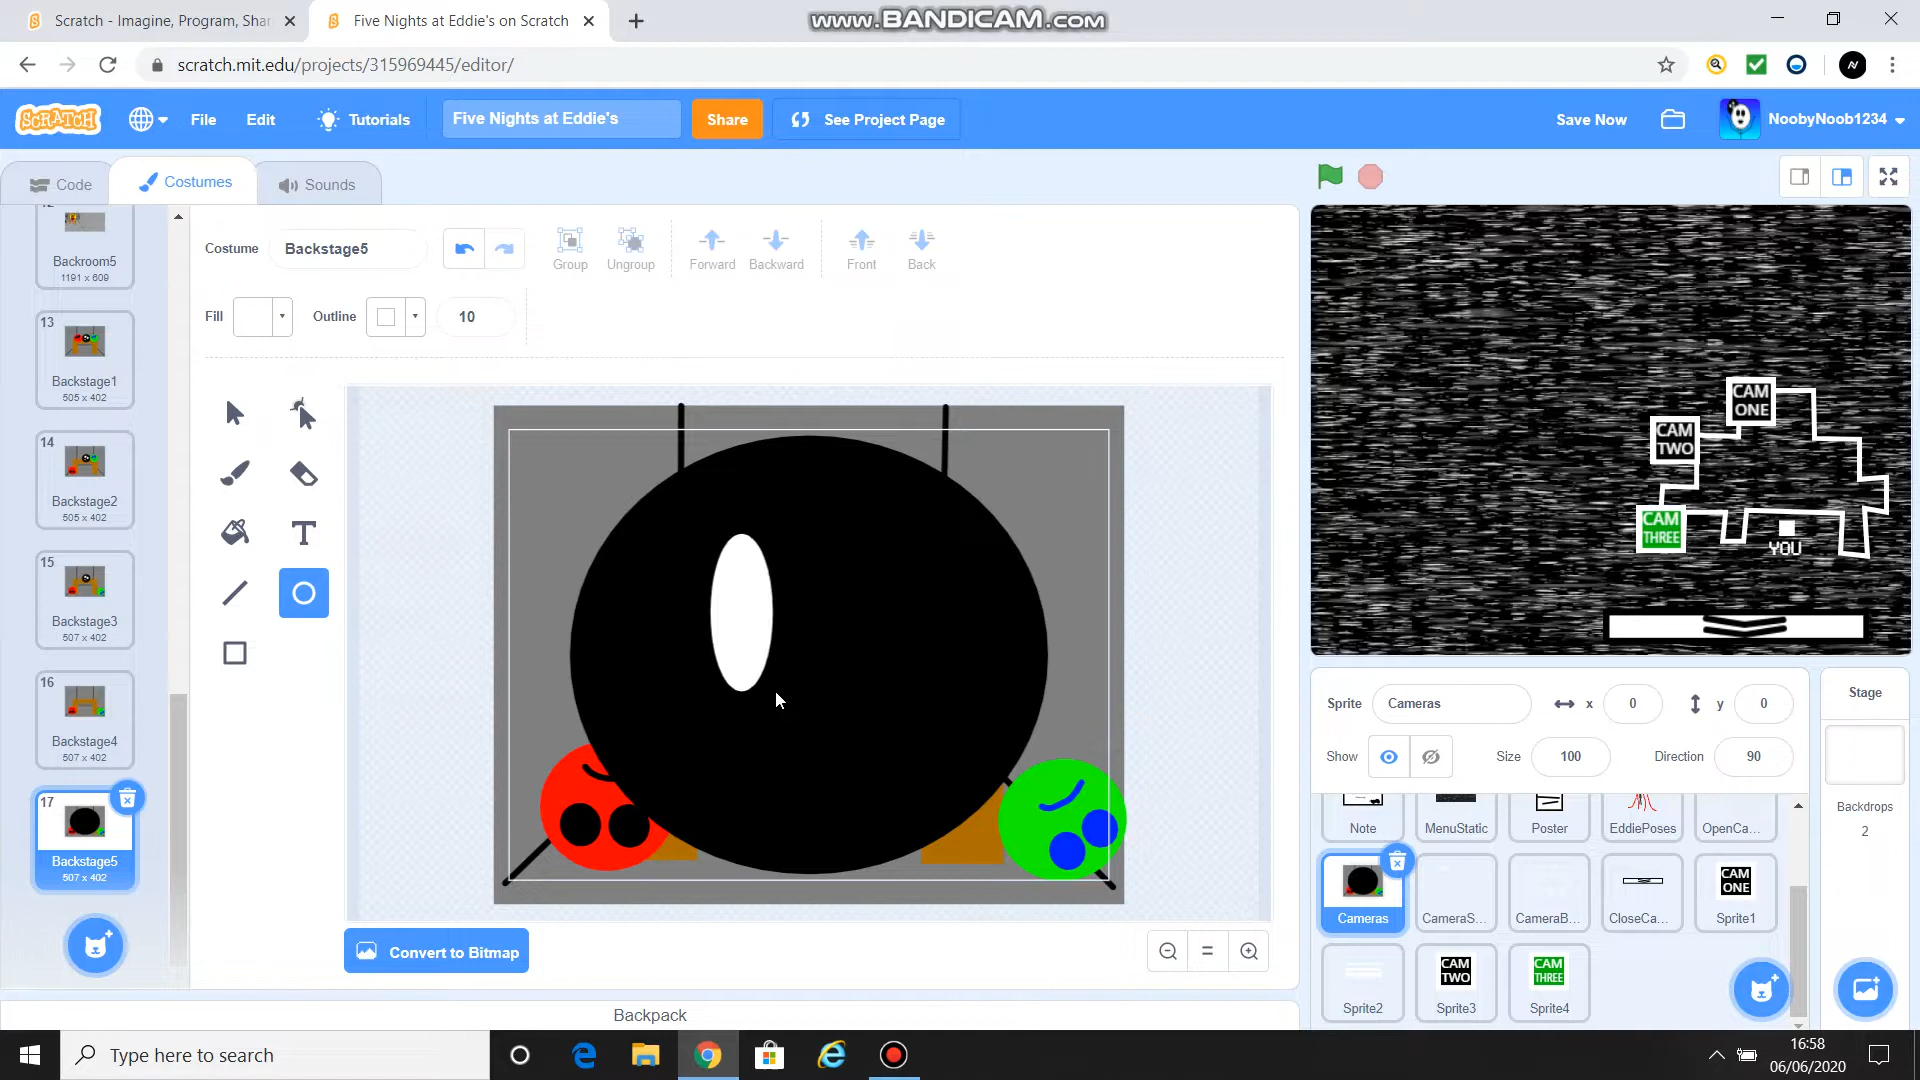 Scratch - Imagine, Program, Shar
Five Nights at Eddie's on Scratch
www.BANDICAM.com
scratch.mit.edu/projects/315969445/editor/
SCRATCH
File
Edit
Tutorials
Five Nights at Eddie's
Share
See Project Page
Save Now
NoobyNoob1234
Code
Costumes
Sounds
Backroom5
1191 x 609
13
Backstage1
505 x 402
14
Backstage2
505 x 402
15
Backstage3
507 x 402
16
Backstage4
507 x 402
17
Backstage5
507 x 402
Costume
Backstage5
Group
Ungroup
Forward
Backward
Front
Back
Fill
Outline
10
Convert to Bitmap
Backpack
CAM
ONE
CAM
TWO
CAM
THREE
YOU
Sprite
Cameras
x
0
y
0
Show
Size
100
Direction
90
Stage
Backdrops
2
Note
MenuStatic
Poster
EddiePoses
OpenCa...
Cameras
CameraS...
CameraB...
CloseCa...
CAM
ONE
Sprite1
Sprite2
CAM
TWO
Sprite3
CAM
THREE
Sprite4
Type here to search
16:58
06/06/2020